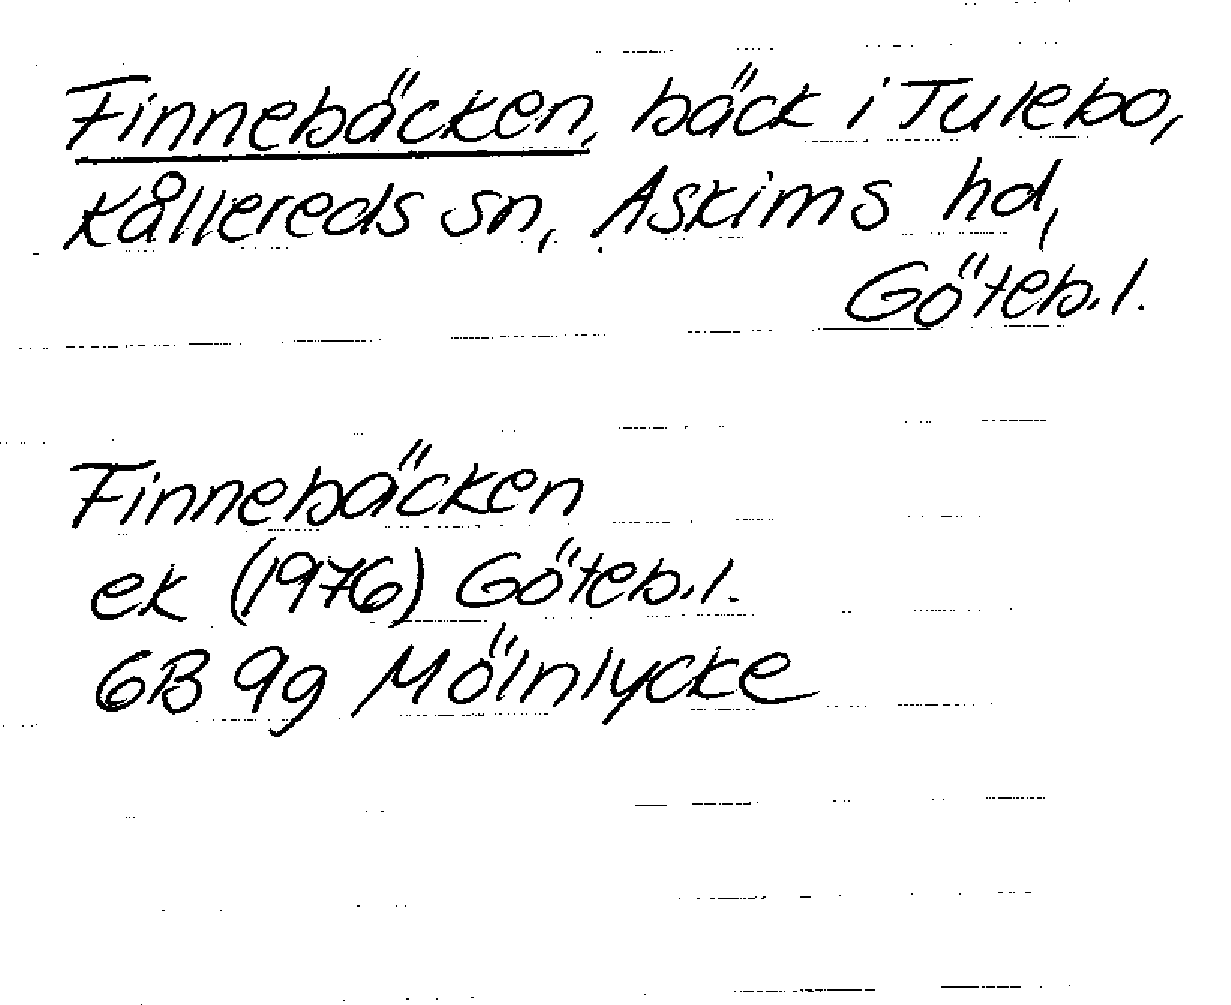 Finnebäcken, bäck i Tulebo,
Kållereds sn, Askims hd,
Göteb.l.
Finnebäcken
ek (1976) Göteb.l.
6B 9g Mölnlycke